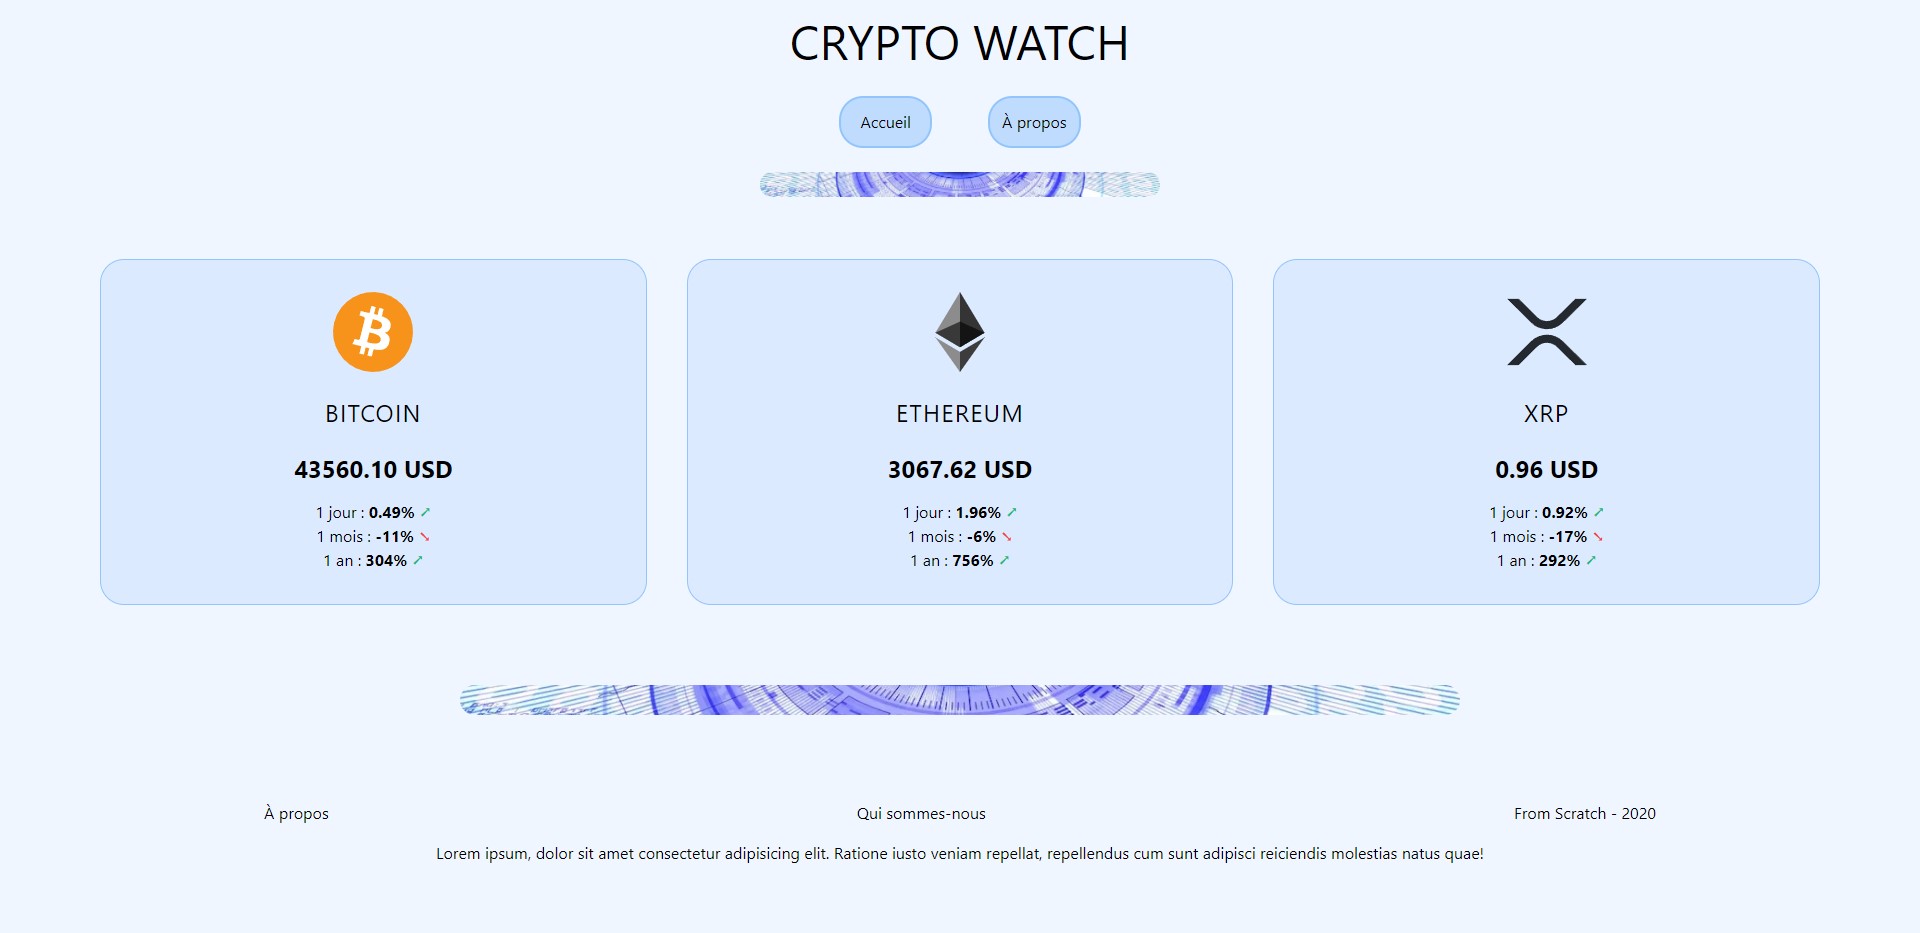 CRYPTO WATCH
Accueil
À propos
BITCOIN
43560.10 USD
1 jour : 0.49%
1 mois : -11%
1 an : 304%
ETHEREUM
3067.62 USD
1 jour : 1.96%
1 mois : -6%
1 an : 756%
XRP
0.96 USD
1 jour : 0.92%
1 mois : -17%
1 an : 292%
À propos
Qui sommes-nous
From Scratch - 2020
Lorem ipsum, dolor sit amet consectetur adipisicing elit. Ratione iusto veniam repellat, repellendus cum sunt adipisci reiciendis molestias natus quae!